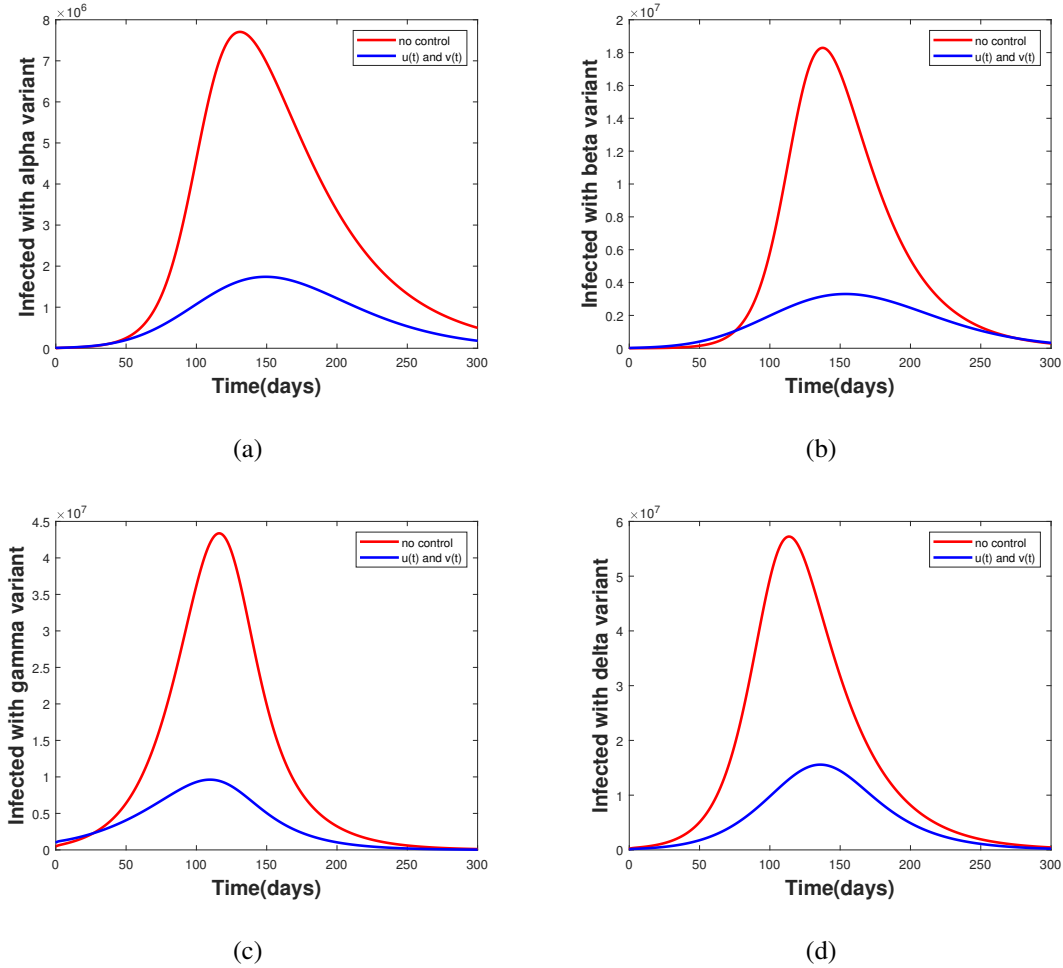 ×10⁶
8
7
6
5
4
3
2
1
0
0 50 100 150 200 250 300
Infected with alpha variant
Time(days)
no control
u(t) and v(t)
(a)
×10⁷
2
1.8
1.6
1.4
1.2
1
0.8
0.6
0.4
0.2
0
0 50 100 150 200 250 300
Infected with beta variant
Time(days)
no control
u(t) and v(t)
(b)
×10⁷
4.5
4
3.5
3
2.5
2
1.5
1
0.5
0
0 50 100 150 200 250 300
Infected with gamma variant
Time(days)
no control
u(t) and v(t)
(c)
×10⁷
6
5
4
3
2
1
0
0 50 100 150 200 250 300
Infected with delta variant
Time(days)
no control
u(t) and v(t)
(d)